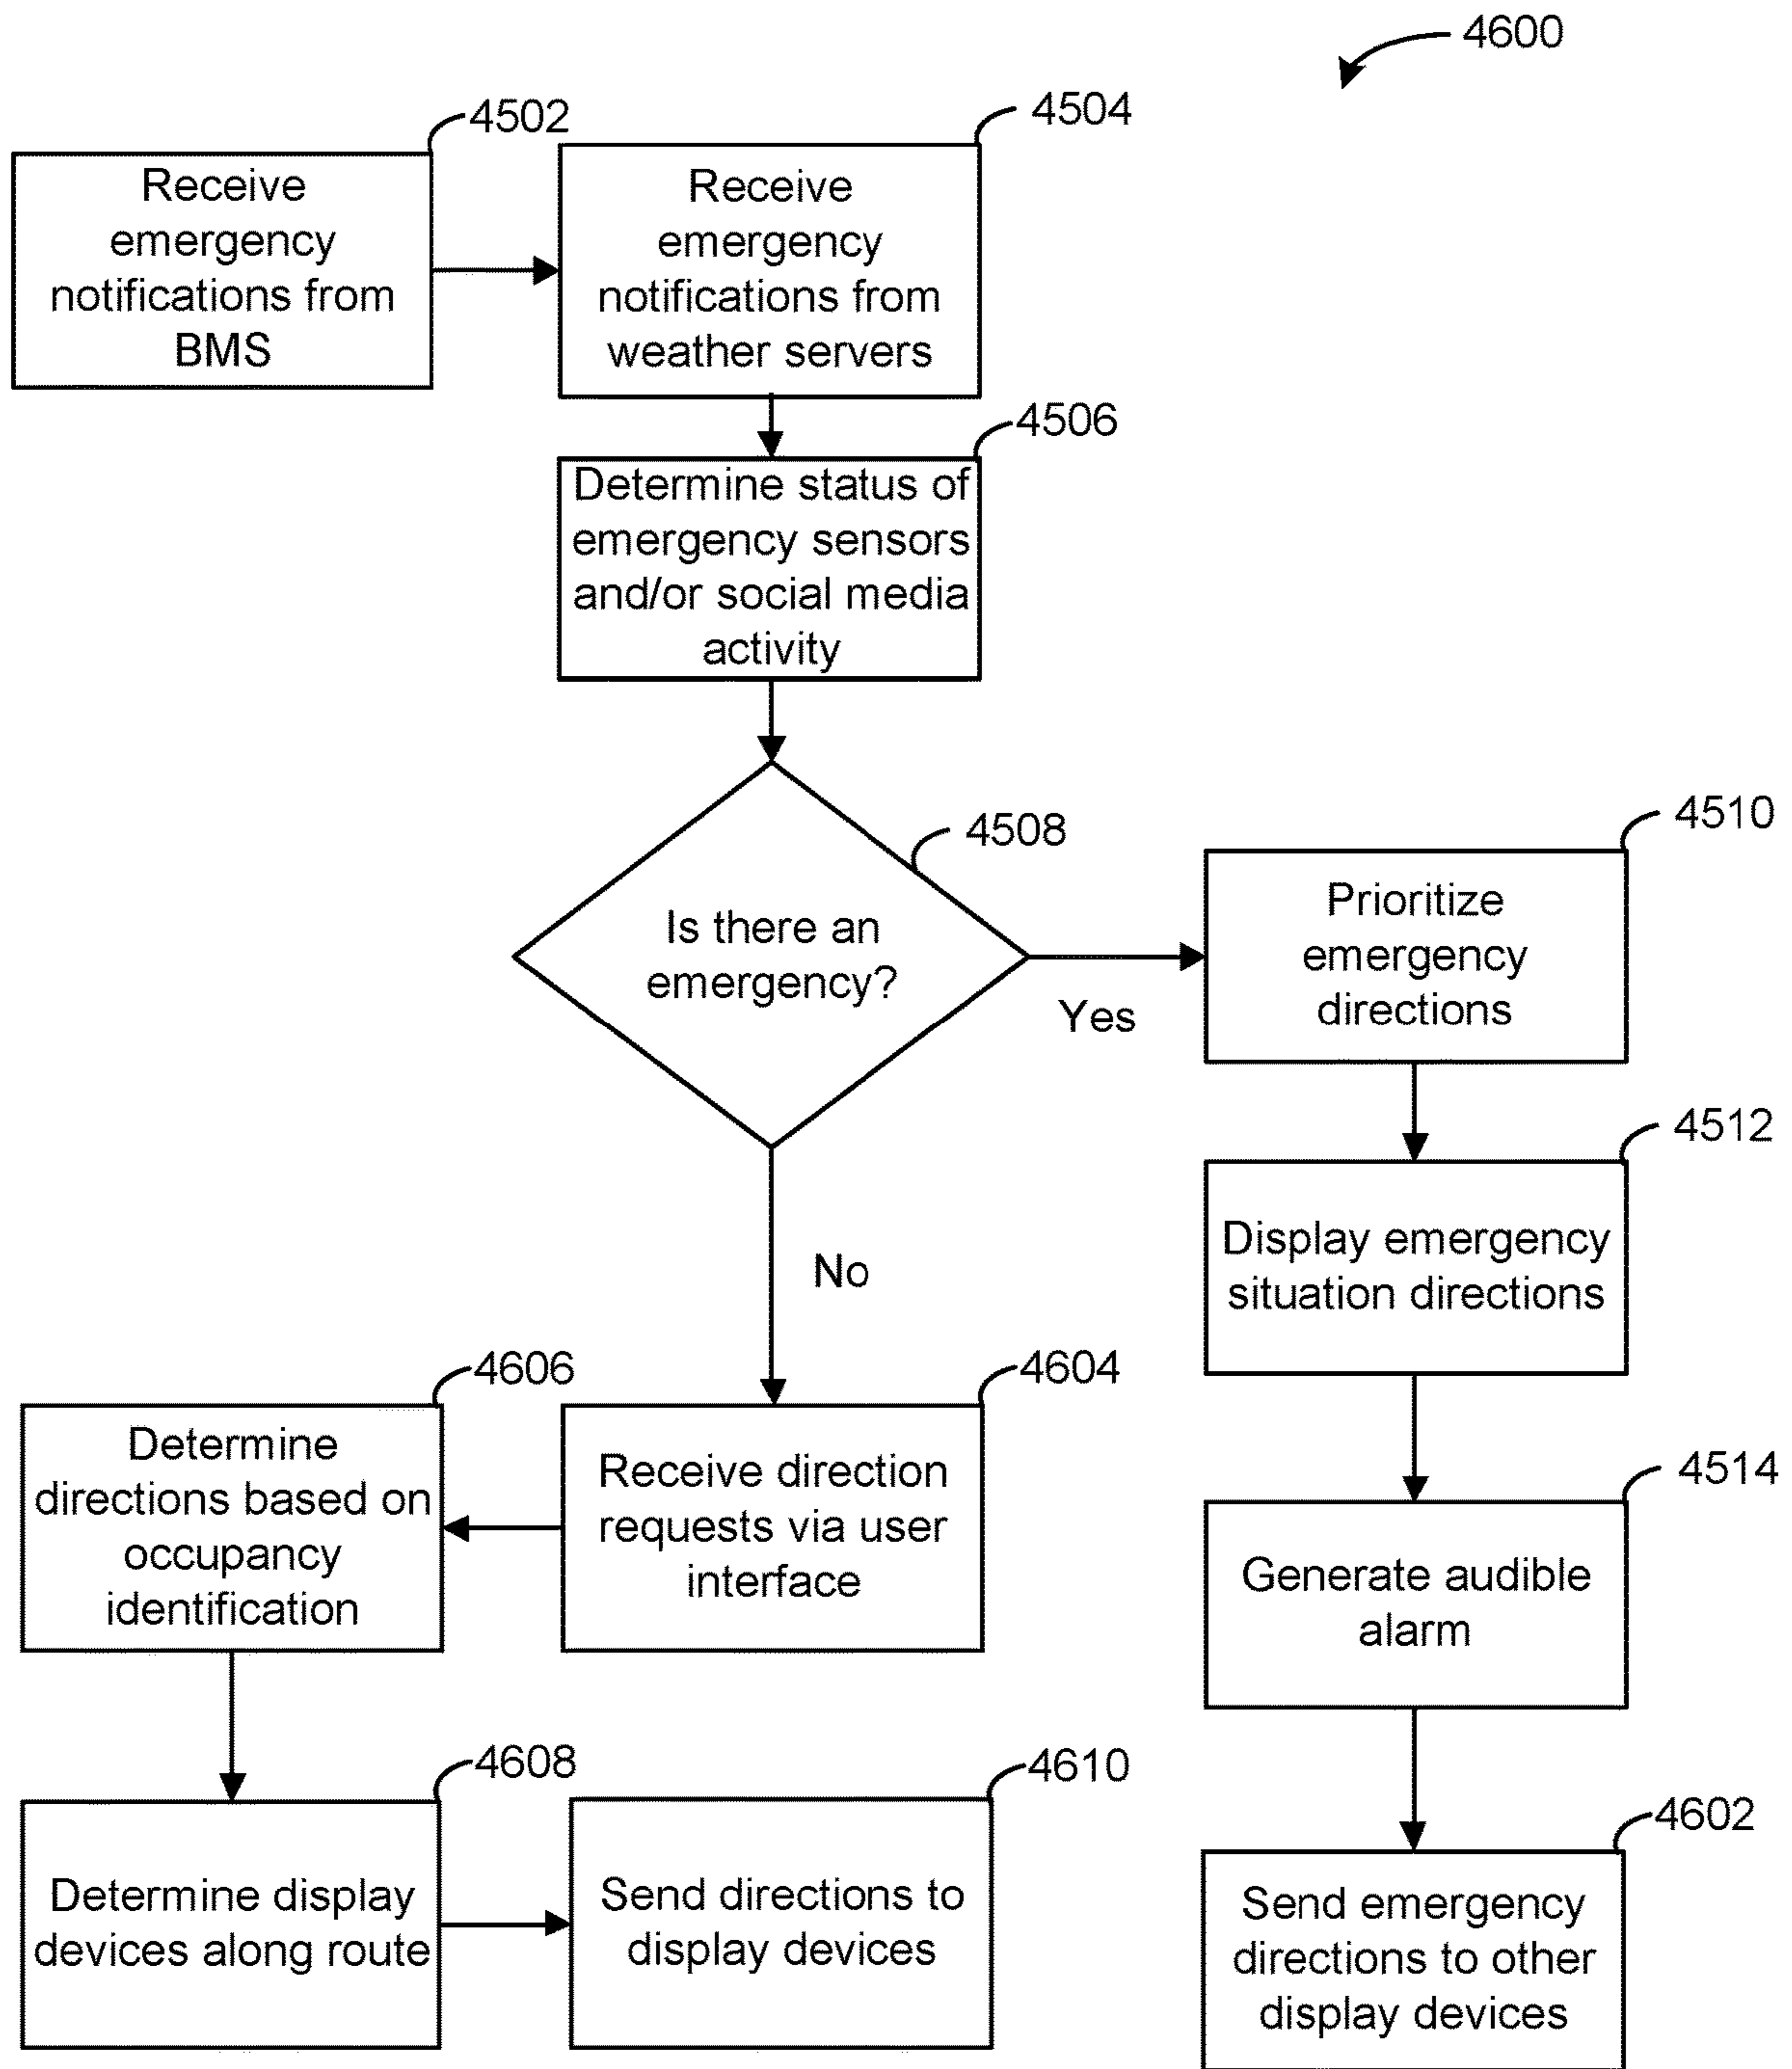 4600
4502
Receive
emergency
notifications from
BMS
4504
Receive
emergency
notifications from
weather servers
4506
Determine status of
emergency sensors
and/or social media
activity
4508
Is there an
emergency?
Yes
No
4510
Prioritize
emergency
directions
4512
Display emergency
situation directions
4514
Generate audible
alarm
4602
Send emergency
directions to other
display devices
4604
Receive direction
requests via user
interface
4606
Determine
directions based on
occupancy
identification
4608
Determine display
devices along route
4610
Send directions to
display devices